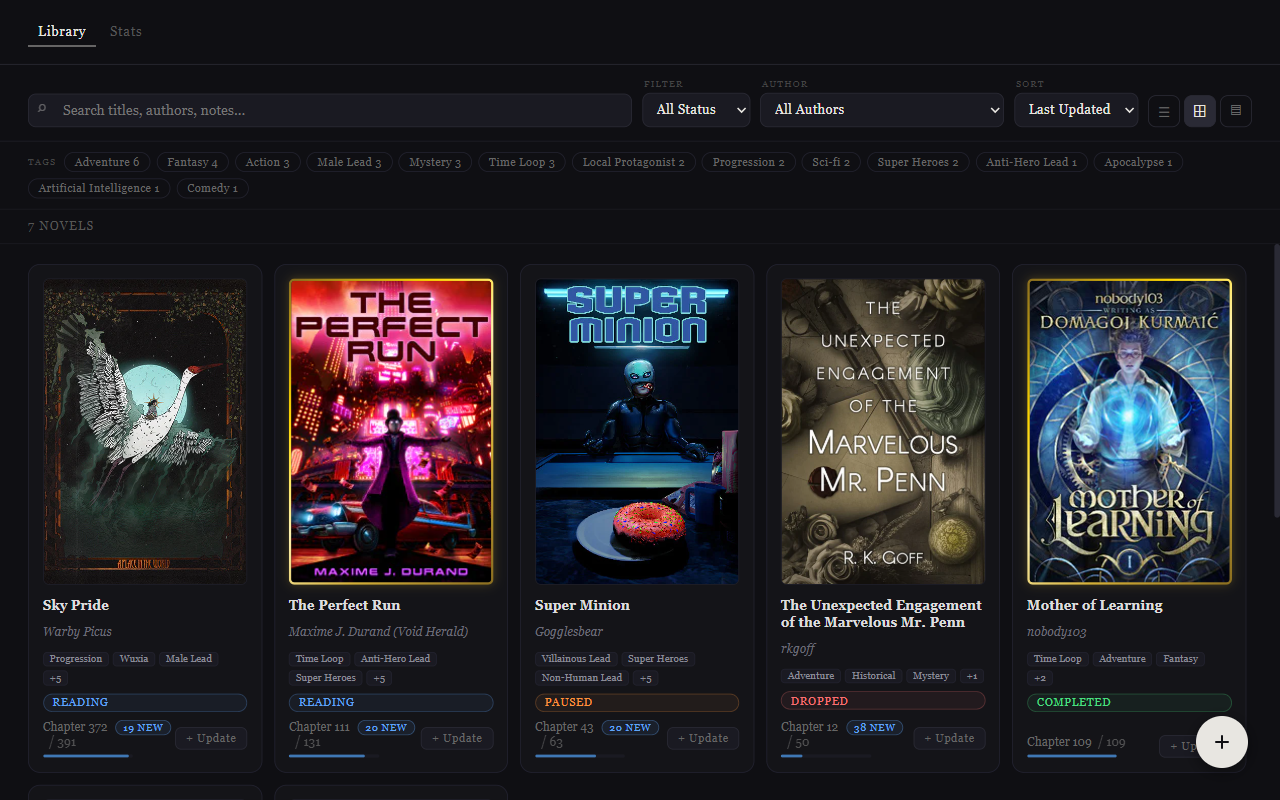 Library Stats
FILTER AUTHOR SORT
Search titles, authors, notes... All Status All Authors Last Updated
TAGS Adventure 6 Fantasy 4 Action 3 Male Lead 3 Mystery 3 Time Loop 3 Local Protagonist 2 Progression 2 Sci-fi 2 Super Heroes 2 Anti-Hero Lead 1 Apocalypse 1
Artificial Intelligence 1 Comedy 1
7 NOVELS
Sky Pride
Warby Picus
Progression Wuxia Male Lead
+5
READING
Chapter 372 19 NEW
/ 391
+ Update
THE
PERFECT
RUN
MAXIME J. DURAND
The Perfect Run
Maxime J. Durand (Void Herald)
Time Loop Anti-Hero Lead
Super Heroes +5
READING
Chapter 111 20 NEW
/ 131
+ Update
SUPER
MINION
Super Minion
Gogglesbear
Villainous Lead Super Heroes
Non-Human Lead +5
PAUSED
Chapter 43 20 NEW
/ 63
+ Update
THE
UNEXPECTED
ENGAGEMENT
OF THE
MARVELOUS
MR. PENN
R. K. GOFF
The Unexpected Engagement
of the Marvelous Mr. Penn
rkgoff
Adventure Historical Mystery +1
DROPPED
Chapter 12 38 NEW
/ 50
+ Update
nobody103
WRITING AS
DOMAGOJ KURMAIĆ
Mother of
Learning
I
Mother of Learning
nobody103
Time Loop Adventure Fantasy
+2
COMPLETED
Chapter 109 / 109
+ Up
+